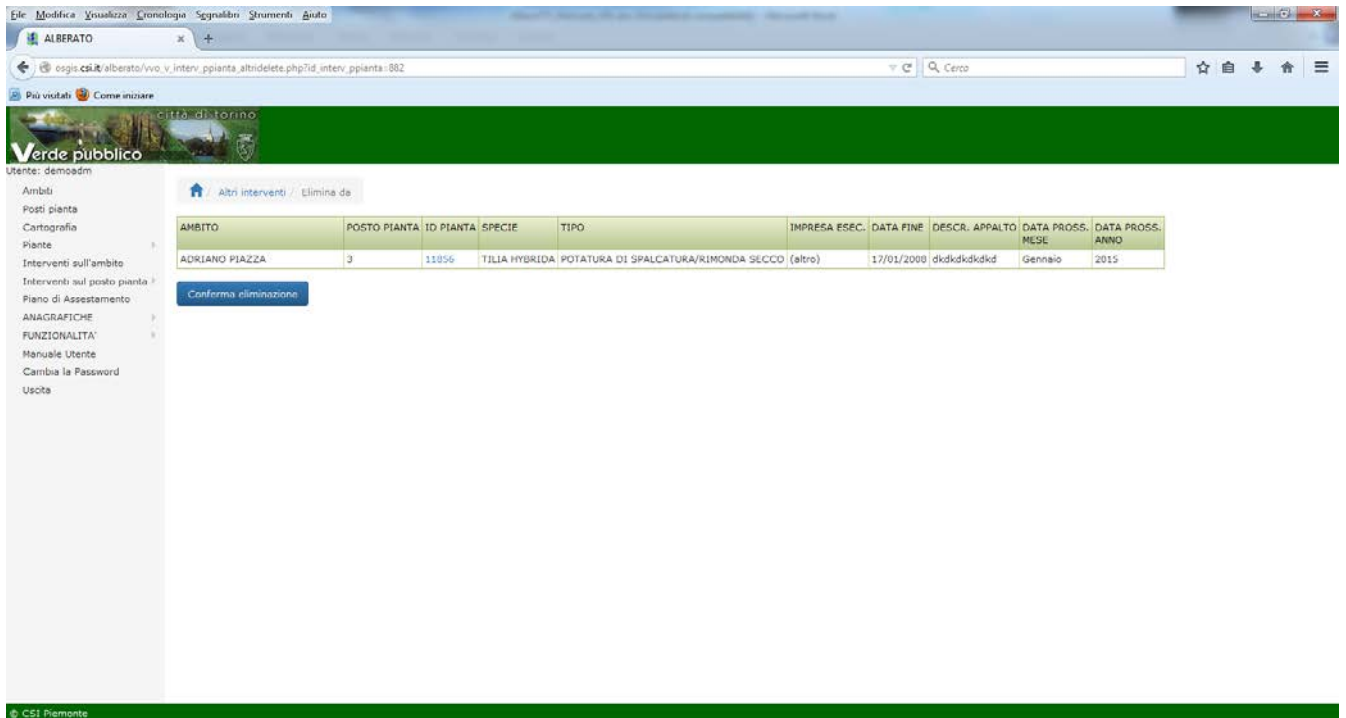 File Modifica Visualizza Cronologia Segnalibri Strumenti Aiuto
ALBERATO × +
osgis.csi.it/alberato/vvo_v_interv_ppianta_altridelete.php?id_interv_ppianta=882
Cerco
Più visitati Come iniziare
città di torino
Verde pubblico
Utente: demoadm
Ambiti
Posti pianta
Cartografia
Piante
Interventi sull'ambito
Interventi sul posto pianta
Piano di Assestamento
ANAGRAFICHE
FUNZIONALITA'
Manuale Utente
Cambia la Password
Uscita
/ Altri interventi / Elimina da
AMBITO POSTO PIANTA ID PIANTA SPECIE TIPO IMPRESA ESEC. DATA FINE DESCR. APPALTO DATA PROSS. MESE DATA PROSS. ANNO
ADRIANO PIAZZA 3 11856 TILIA HYBRIDA POTATURA DI SPALCATURA/RIMONDA SECCO (altro) 17/01/2008 dkdkdkdkdkd Gennaio 2015
Conferma eliminazione
© CSI Piemonte